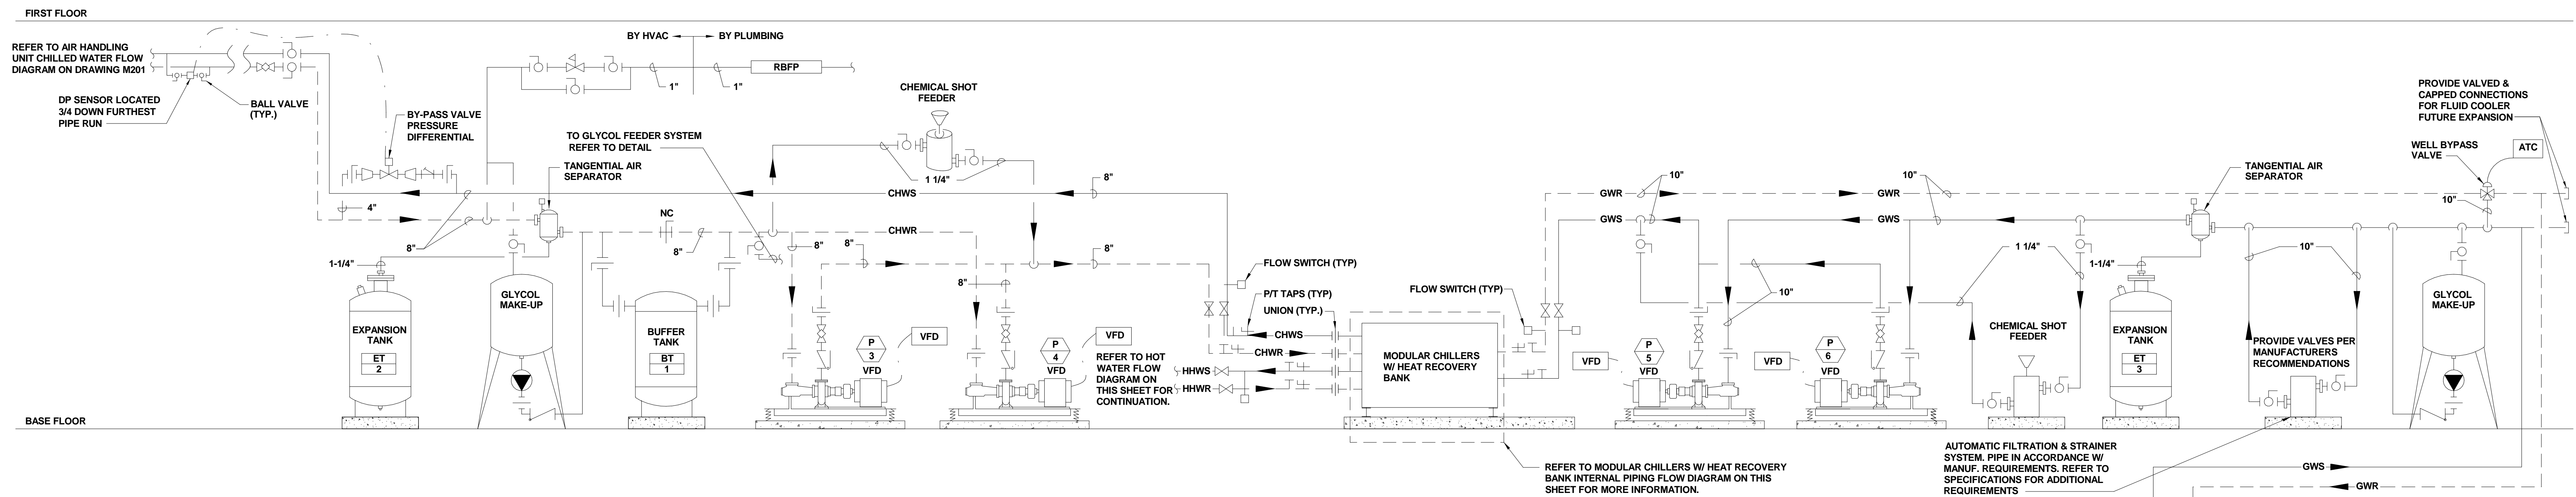 FIRST FLOOR
REFER TO AIR HANDLING
UNIT CHILLED WATER FLOW
DIAGRAM ON DRAWING M201
DP SENSOR LOCATED
3/4 DOWN FURTHEST
PIPE RUN
BALL VALVE
(TYP.)
BY-PASS VALVE
PRESSURE
DIFFERENTIAL
BY HVAC
BY PLUMBING
RBFP
1"
1"
CHEMICAL SHOT
FEEDER
TO GLYCOL FEEDER SYSTEM
REFER TO DETAIL
TANGENTIAL AIR
SEPARATOR
1 1/4"
4"
8"
NC
8"
CHWS
CHWR
8"
8"
8"
8"
8"
1-1/4"
EXPANSION
TANK
ET
2
GLYCOL
MAKE-UP
BUFFER
TANK
BT
1
P
3
VFD
VFD
P
4
VFD
VFD
REFER TO HOT
WATER FLOW
DIAGRAM ON
THIS SHEET FOR
CONTINUATION.
FLOW SWITCH (TYP)
P/T TAPS (TYP)
UNION (TYP.)
CHWS
CHWR
HHWS
HHWR
MODULAR CHILLERS
W/ HEAT RECOVERY
BANK
FLOW SWITCH (TYP)
GWS
10"
GWR
GWR
10"
GWS
10"
VFD
P
5
VFD
VFD
P
6
VFD
1 1/4"
CHEMICAL SHOT
FEEDER
1-1/4"
EXPANSION
TANK
ET
3
TANGENTIAL AIR
SEPARATOR
10"
PROVIDE VALVES PER
MANUFACTURERS
RECOMMENDATIONS
PROVIDE VALVED &
CAPPED CONNECTIONS
FOR FLUID COOLER
FUTURE EXPANSION
WELL BYPASS
VALVE
ATC
10"
GLYCOL
MAKE-UP
BASE FLOOR
REFER TO MODULAR CHILLERS W/ HEAT RECOVERY
BANK INTERNAL PIPING FLOW DIAGRAM ON THIS
SHEET FOR MORE INFORMATION.
AUTOMATIC FILTRATION & STRAINER
SYSTEM. PIPE IN ACCORDANCE W/
MANUF. REQUIREMENTS. REFER TO
SPECIFICATIONS FOR ADDITIONAL
REQUIREMENTS
GWS
GWR